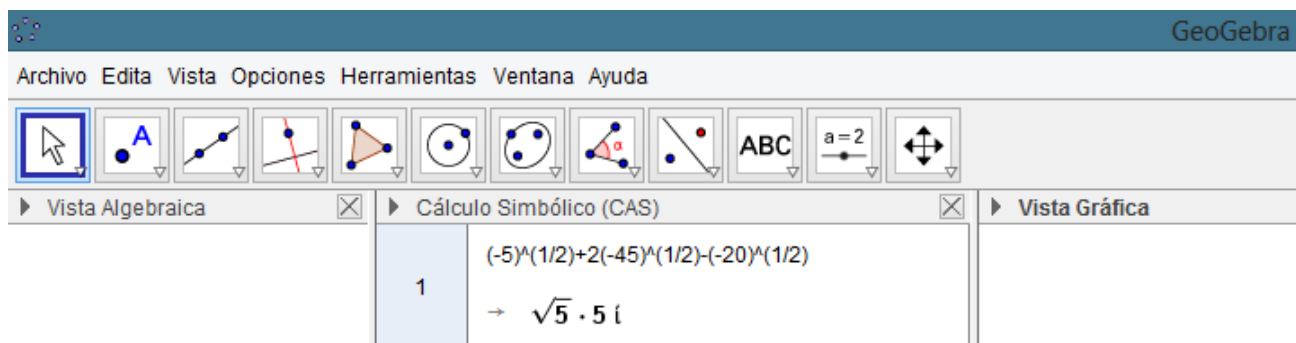 GeoGebra
Archivo Edita Vista Opciones Herramientas Ventana Ayuda
A α ABC a=2
Vista Algebraica
Cálculo Simbólico (CAS)
Vista Gráfica
1
(-5)^(1/2)+2(-45)^(1/2)-(-20)^(1/2)
→ √5 · 5 í